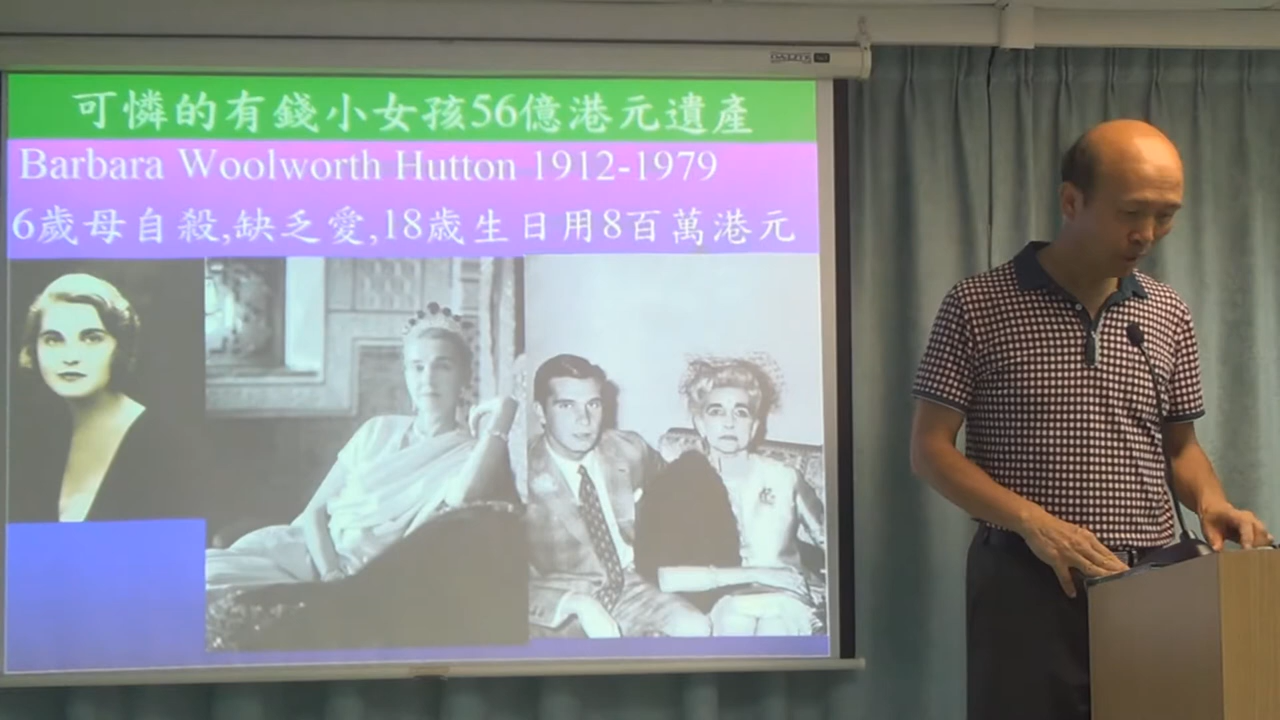 可憐的有錢小女孩56億港元遺產
Barbara Woolworth Hutton 1912-1979
6歲母自殺,缺乏愛,18歲生日用8百萬港元